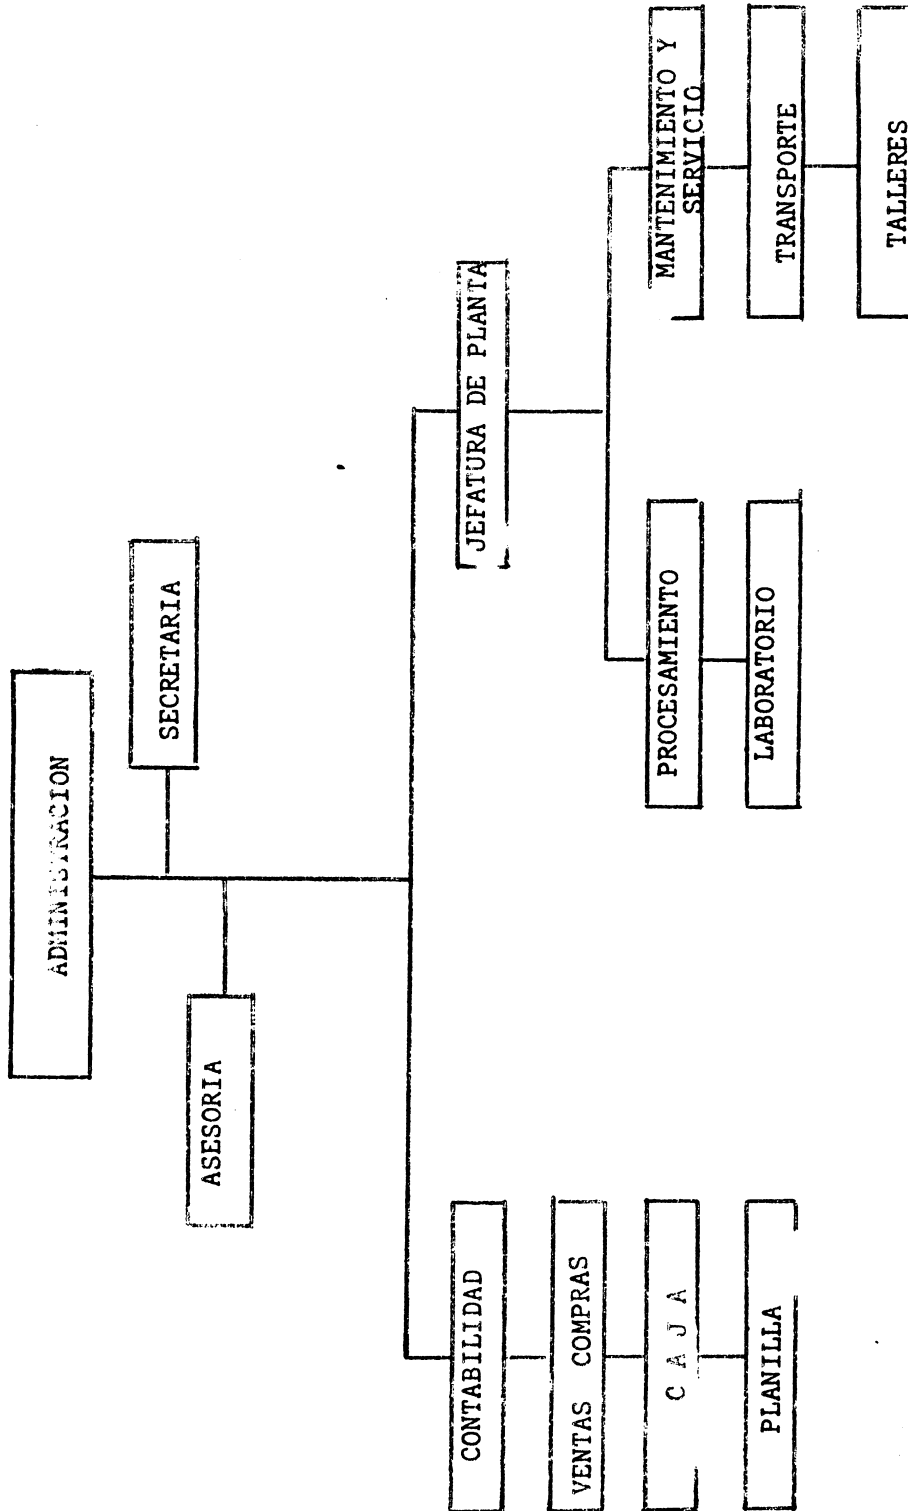 ADMINISTRACION
SECRETARIA
ASESORIA
CONTABILIDAD
JEFATURA DE PLANTA
VENTAS COMPRAS
C A J A
PLANILLA
PROCESAMIENTO
LABORATORIO
MANTENIMIENTO Y
SERVICIO
TRANSPORTE
TALLERES